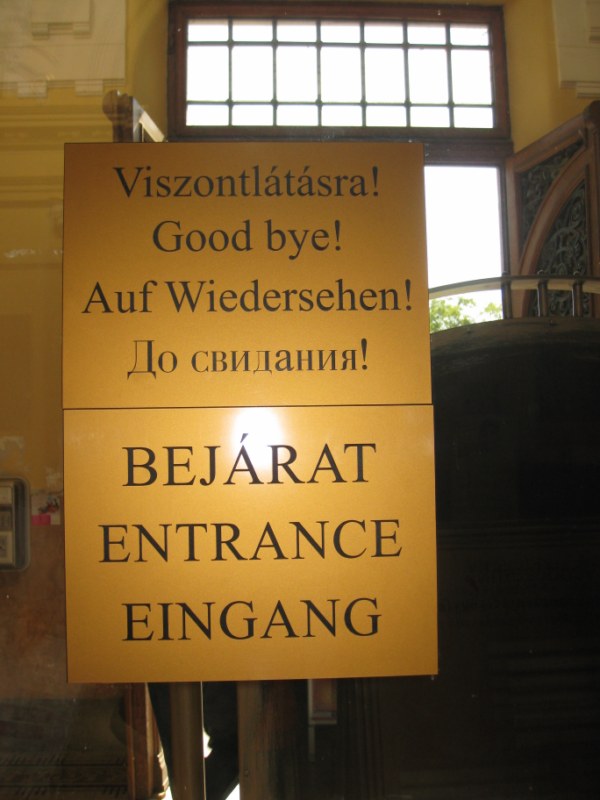 Viszontlátásra!
Good bye!
Auf Wiedersehen!
До свидания!
BEJÁRAT
ENTRANCE
EINGANG